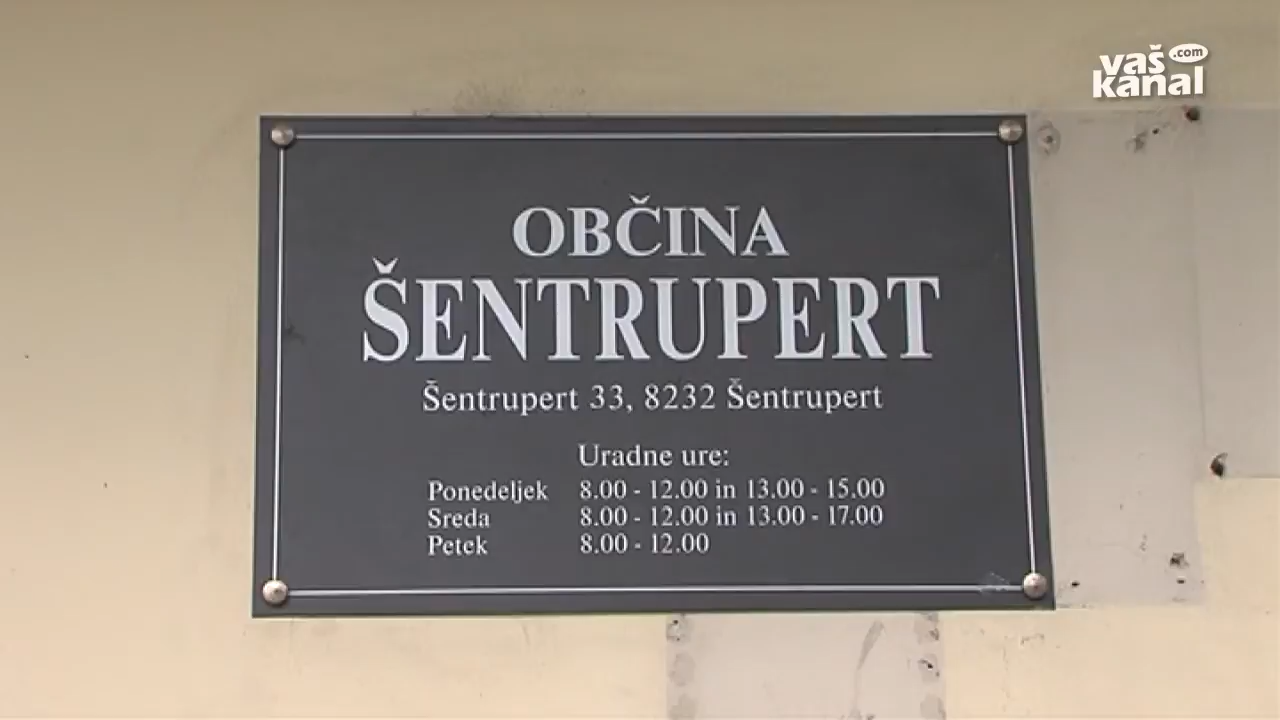 vaš .com
kanal
OBČINA
ŠENTRUPERT
Šentrupert 33, 8232 Šentrupert
Uradne ure:
Ponedeljek 8.00 - 12.00 in 13.00 - 15.00
Sreda 8.00 - 12.00 in 13.00 - 17.00
Petek 8.00 - 12.00